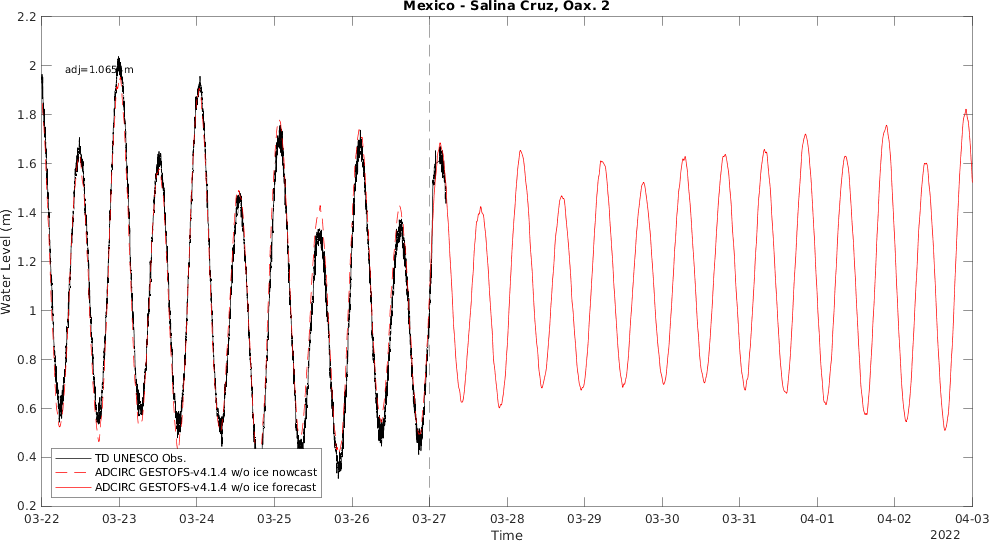 Mexico - Salina Cruz, Oax. 2
2.2
2
1.8
1.6
1.4
1.2
1
0.8
0.6
0.4
0.2
Water Level (m)
adj=1.065 m
TD UNESCO Obs.
ADCIRC GESTOFS-v4.1.4 w/o ice nowcast
ADCIRC GESTOFS-v4.1.4 w/o ice forecast
03-22 03-23 03-24 03-25 03-26 03-27 03-28 03-29 03-30 03-31 04-01 04-02 04-03
Time
2022